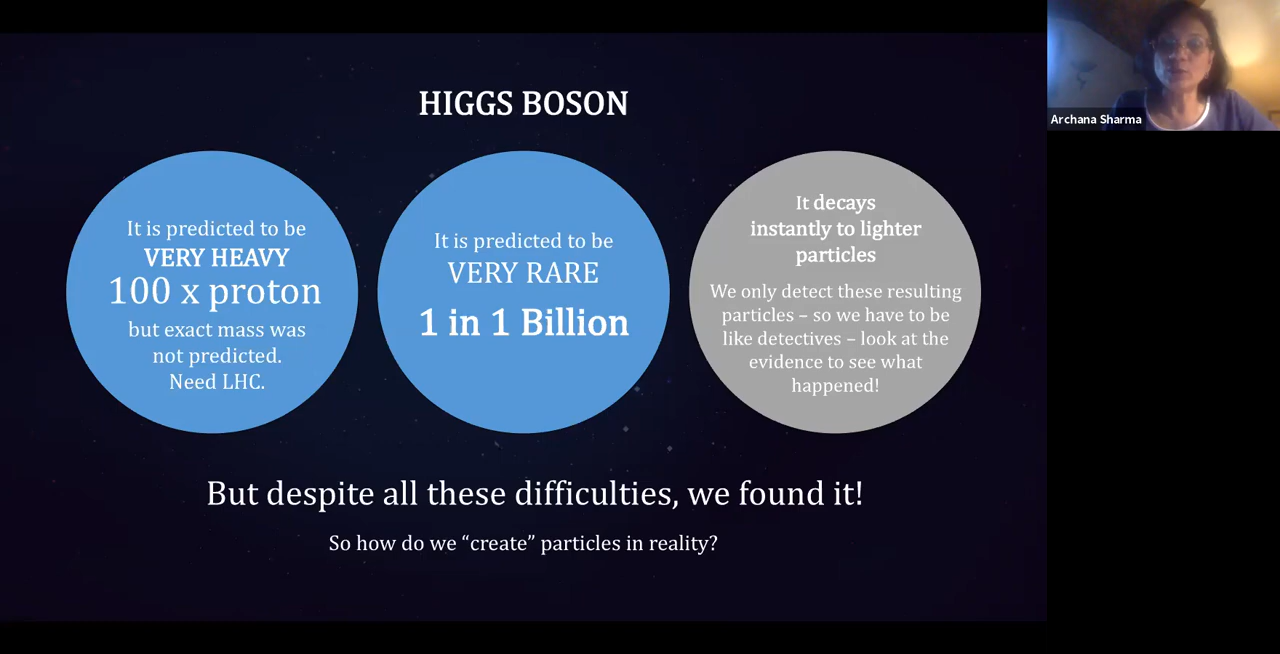 HIGGS BOSON
It is predicted to be
VERY HEAVY
100 x proton
but exact mass was
not predicted.
Need LHC.
It is predicted to be
VERY RARE
1 in 1 Billion
It decays
instantly to lighter
particles
We only detect these resulting
particles – so we have to be
like detectives – look at the
evidence to see what
happened!
But despite all these difficulties, we found it!
So how do we “create” particles in reality?
Archana Sharma